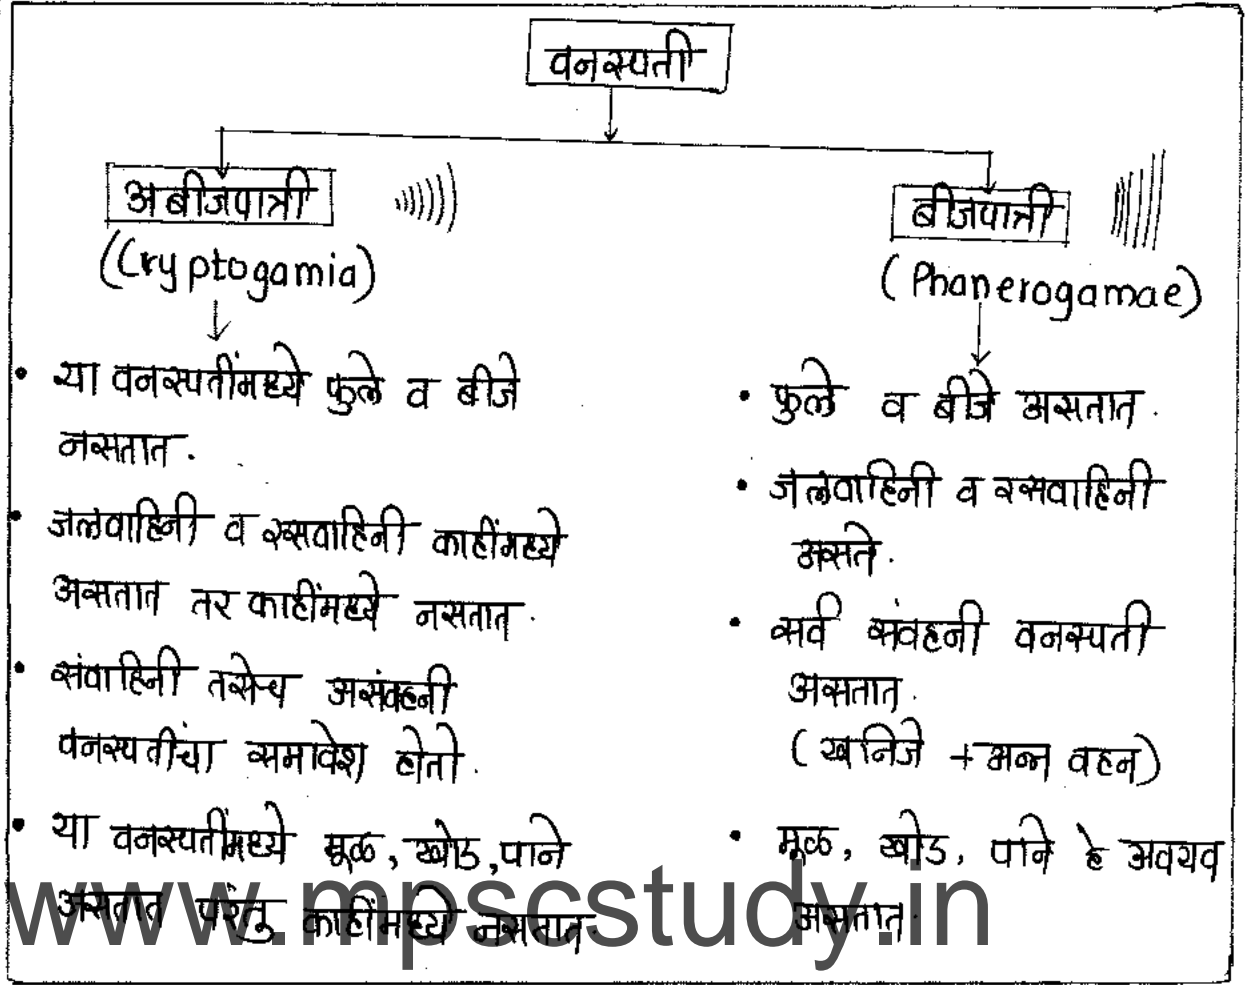 वनस्पती
अबीजपात्री
(Cryptogamia)
• या वनस्पतींमध्ये फुले व बीजे
नसतात.
• जलवाहिनी व रसवाहिनी काहींमध्ये
असतात तर काहींमध्ये नसतात.
• संवाहिनी तसेच असंवहनी
वनस्पतींचा समावेश होतो.
• या वनस्पतींमध्ये मूळ, खोड, पाने
असतात परंतु काहींमध्ये नसतात.
बीजपात्री
(Phanerogamae)
• फुले व बीजे असतात.
• जलवाहिनी व रसवाहिनी
असते.
• सर्व संवहनी वनस्पती
असतात.
(खनिजे + अन्न वहन)
• मूळ, खोड, पाने हे अवयव
असतात.
www.mpscstudy.in